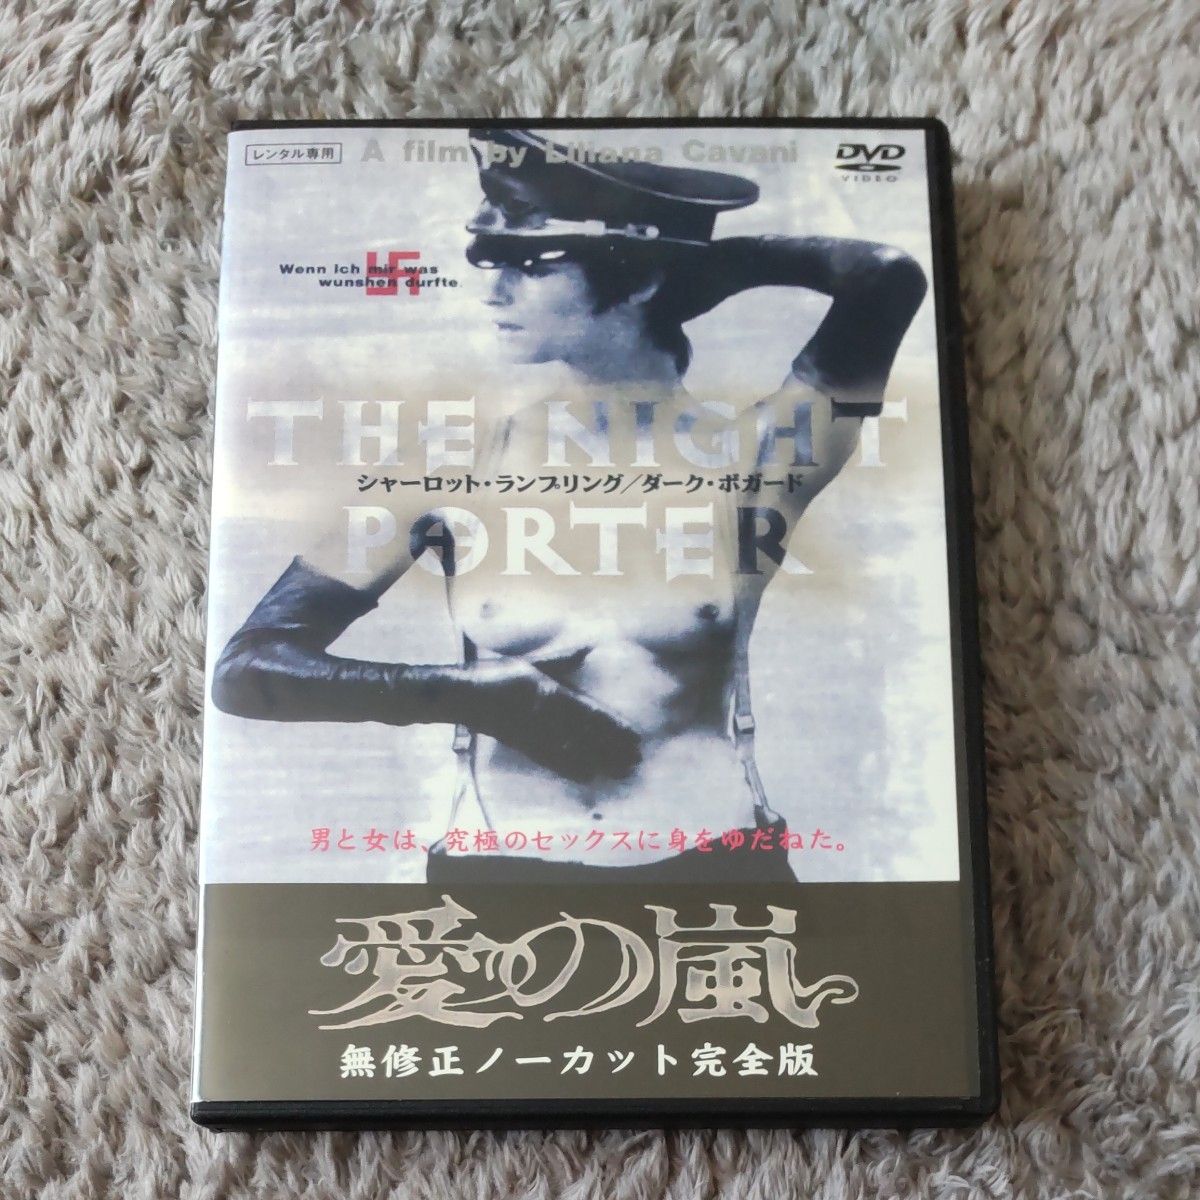 レンタル専用
A film by Liliana Cavani
DVD
VIDEO
Wenn Ich mir was
wunshen durfte.
THE NIGHT
シャーロット・ランプリング／ダーク・ボガード
PORTER
男と女は、究極のセックスに身をゆだねた。
愛の嵐
無修正ノーカット完全版